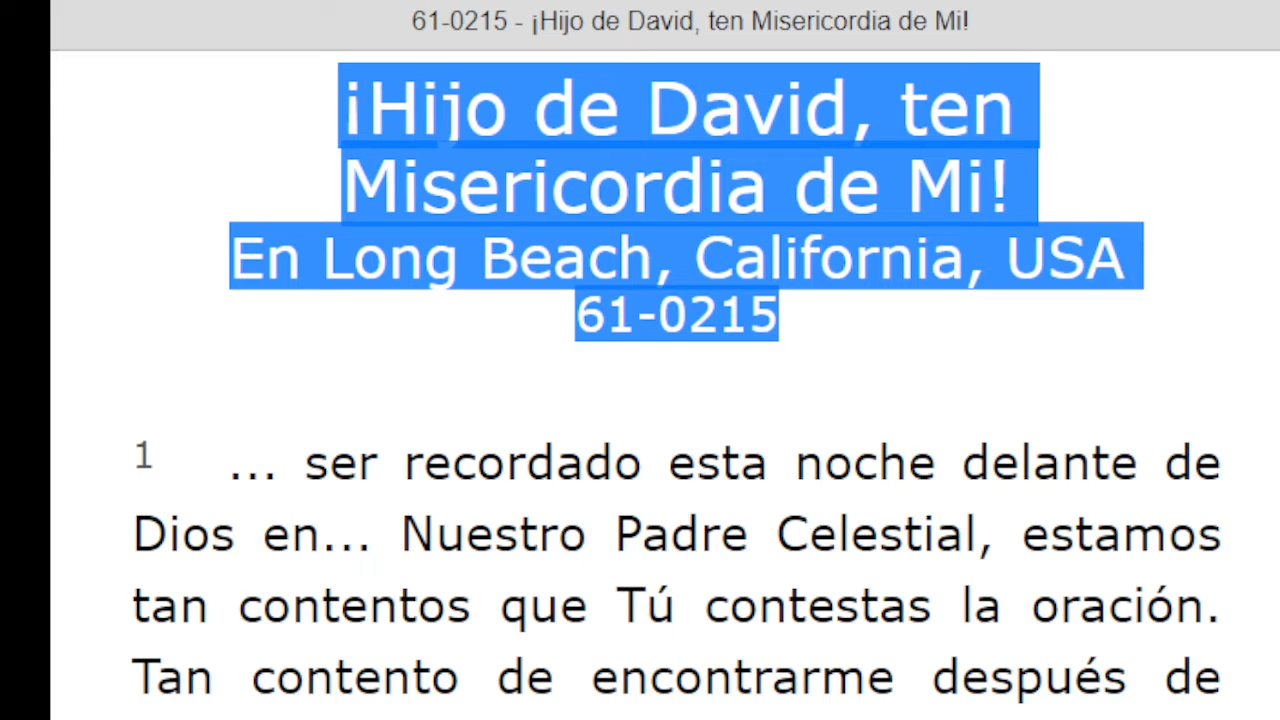 61-0215 - ¡Hijo de David, ten Misericordia de Mi!
¡Hijo de David, ten
Misericordia de Mi!
En Long Beach, California, USA
61-0215
1 ... ser recordado esta noche delante de
Dios en... Nuestro Padre Celestial, estamos
tan contentos que Tú contestas la oración.
Tan contento de encontrarme después de